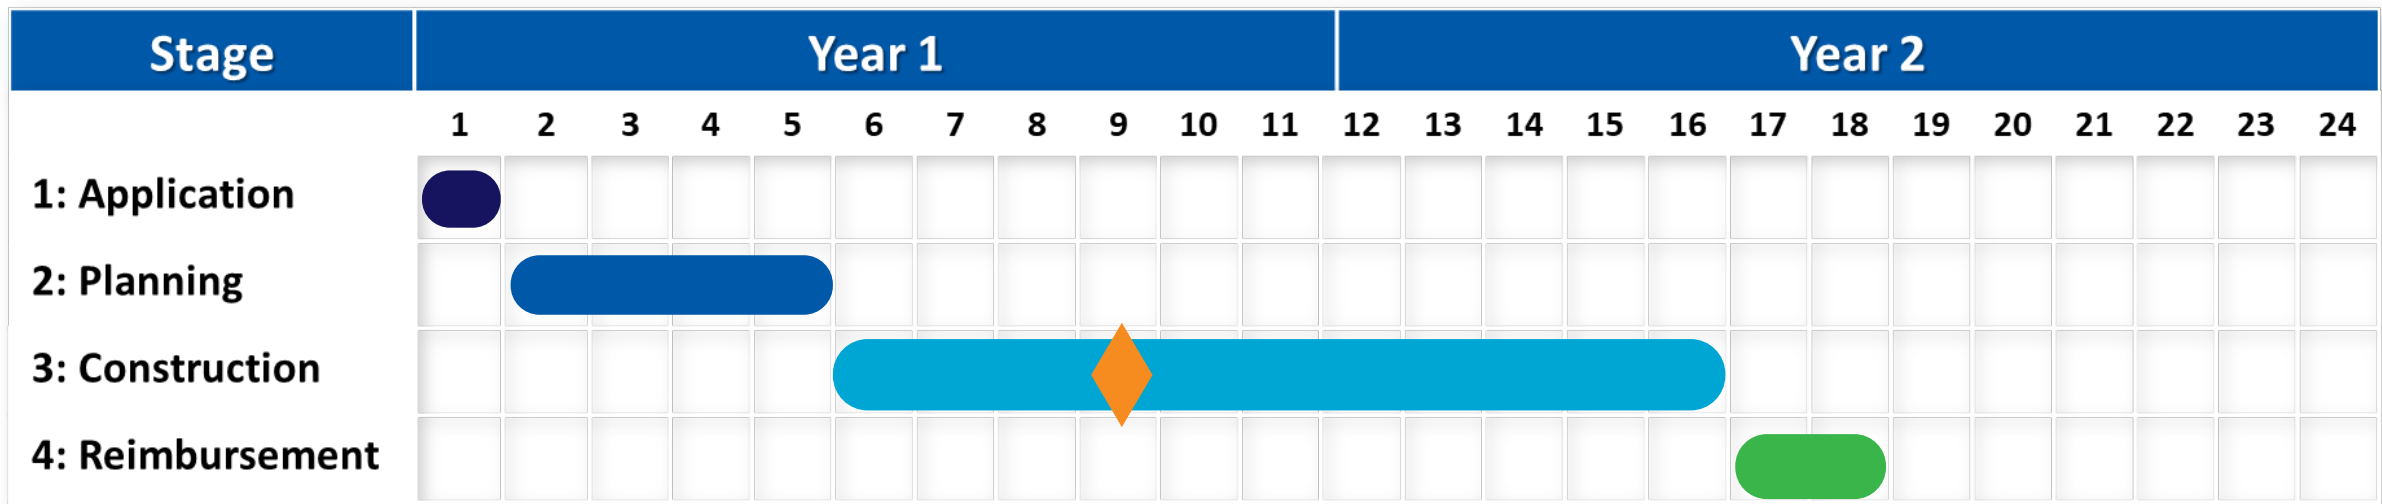 Stage Year 1 Year 2
1 2 3 4 5 6 7 8 9 10 11 12 13 14 15 16 17 18 19 20 21 22 23 24
1: Application
2: Planning
3: Construction
4: Reimbursement